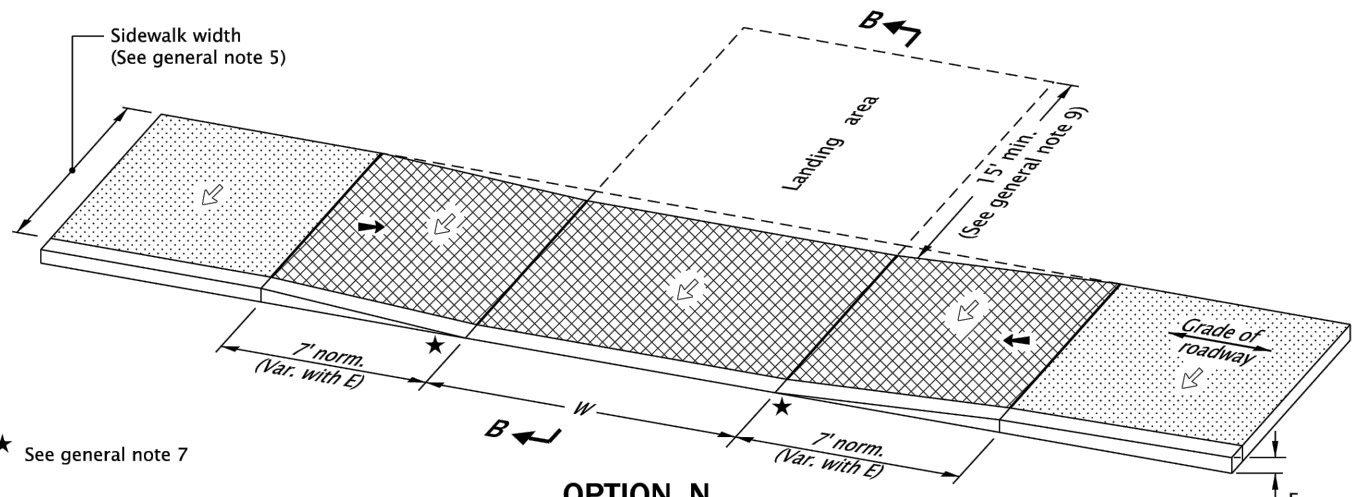 Sidewalk width
(See general note 5)
B
Landing area
15' min.
(See general note 9)
Grade of
roadway
7' norm.
(Var. with E)
W
B
7' norm.
(Var. with E)
★ See general note 7
OPTION N